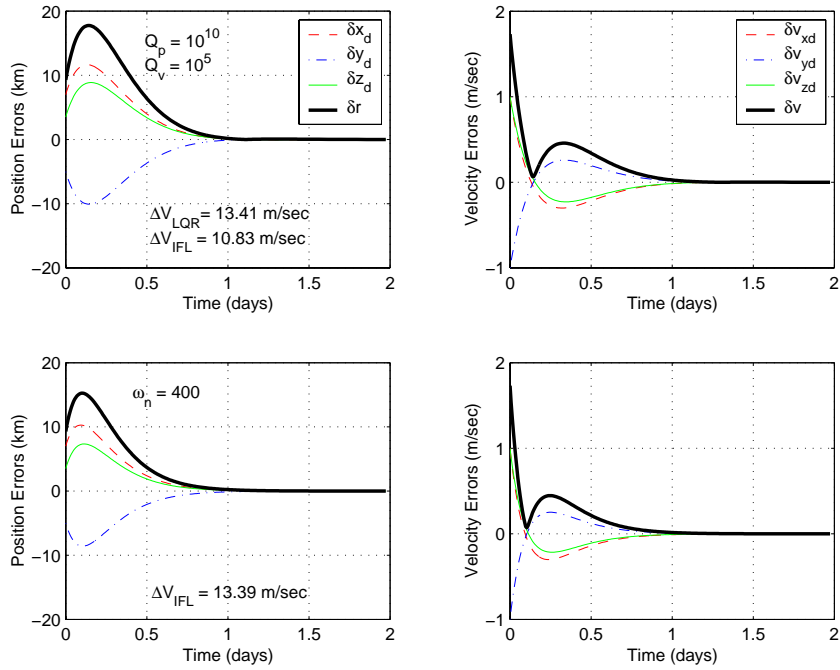 20
10
0
−10
−20
Position Errors (km)
Q_p = 10^10
Q_v = 10^5
δx_d
δy_d
δz_d
δr
ΔV_LQR = 13.41 m/sec
ΔV_IFL = 10.83 m/sec
0 0.5 1 1.5 2
Time (days)
2
1
0
−1
Velocity Errors (m/sec)
δv_xd
δv_yd
δv_zd
δv
0 0.5 1 1.5 2
Time (days)
20
10
0
−10
−20
Position Errors (km)
ω_n = 400
ΔV_IFL = 13.39 m/sec
0 0.5 1 1.5 2
Time (days)
2
1
0
−1
Velocity Errors (m/sec)
0 0.5 1 1.5 2
Time (days)